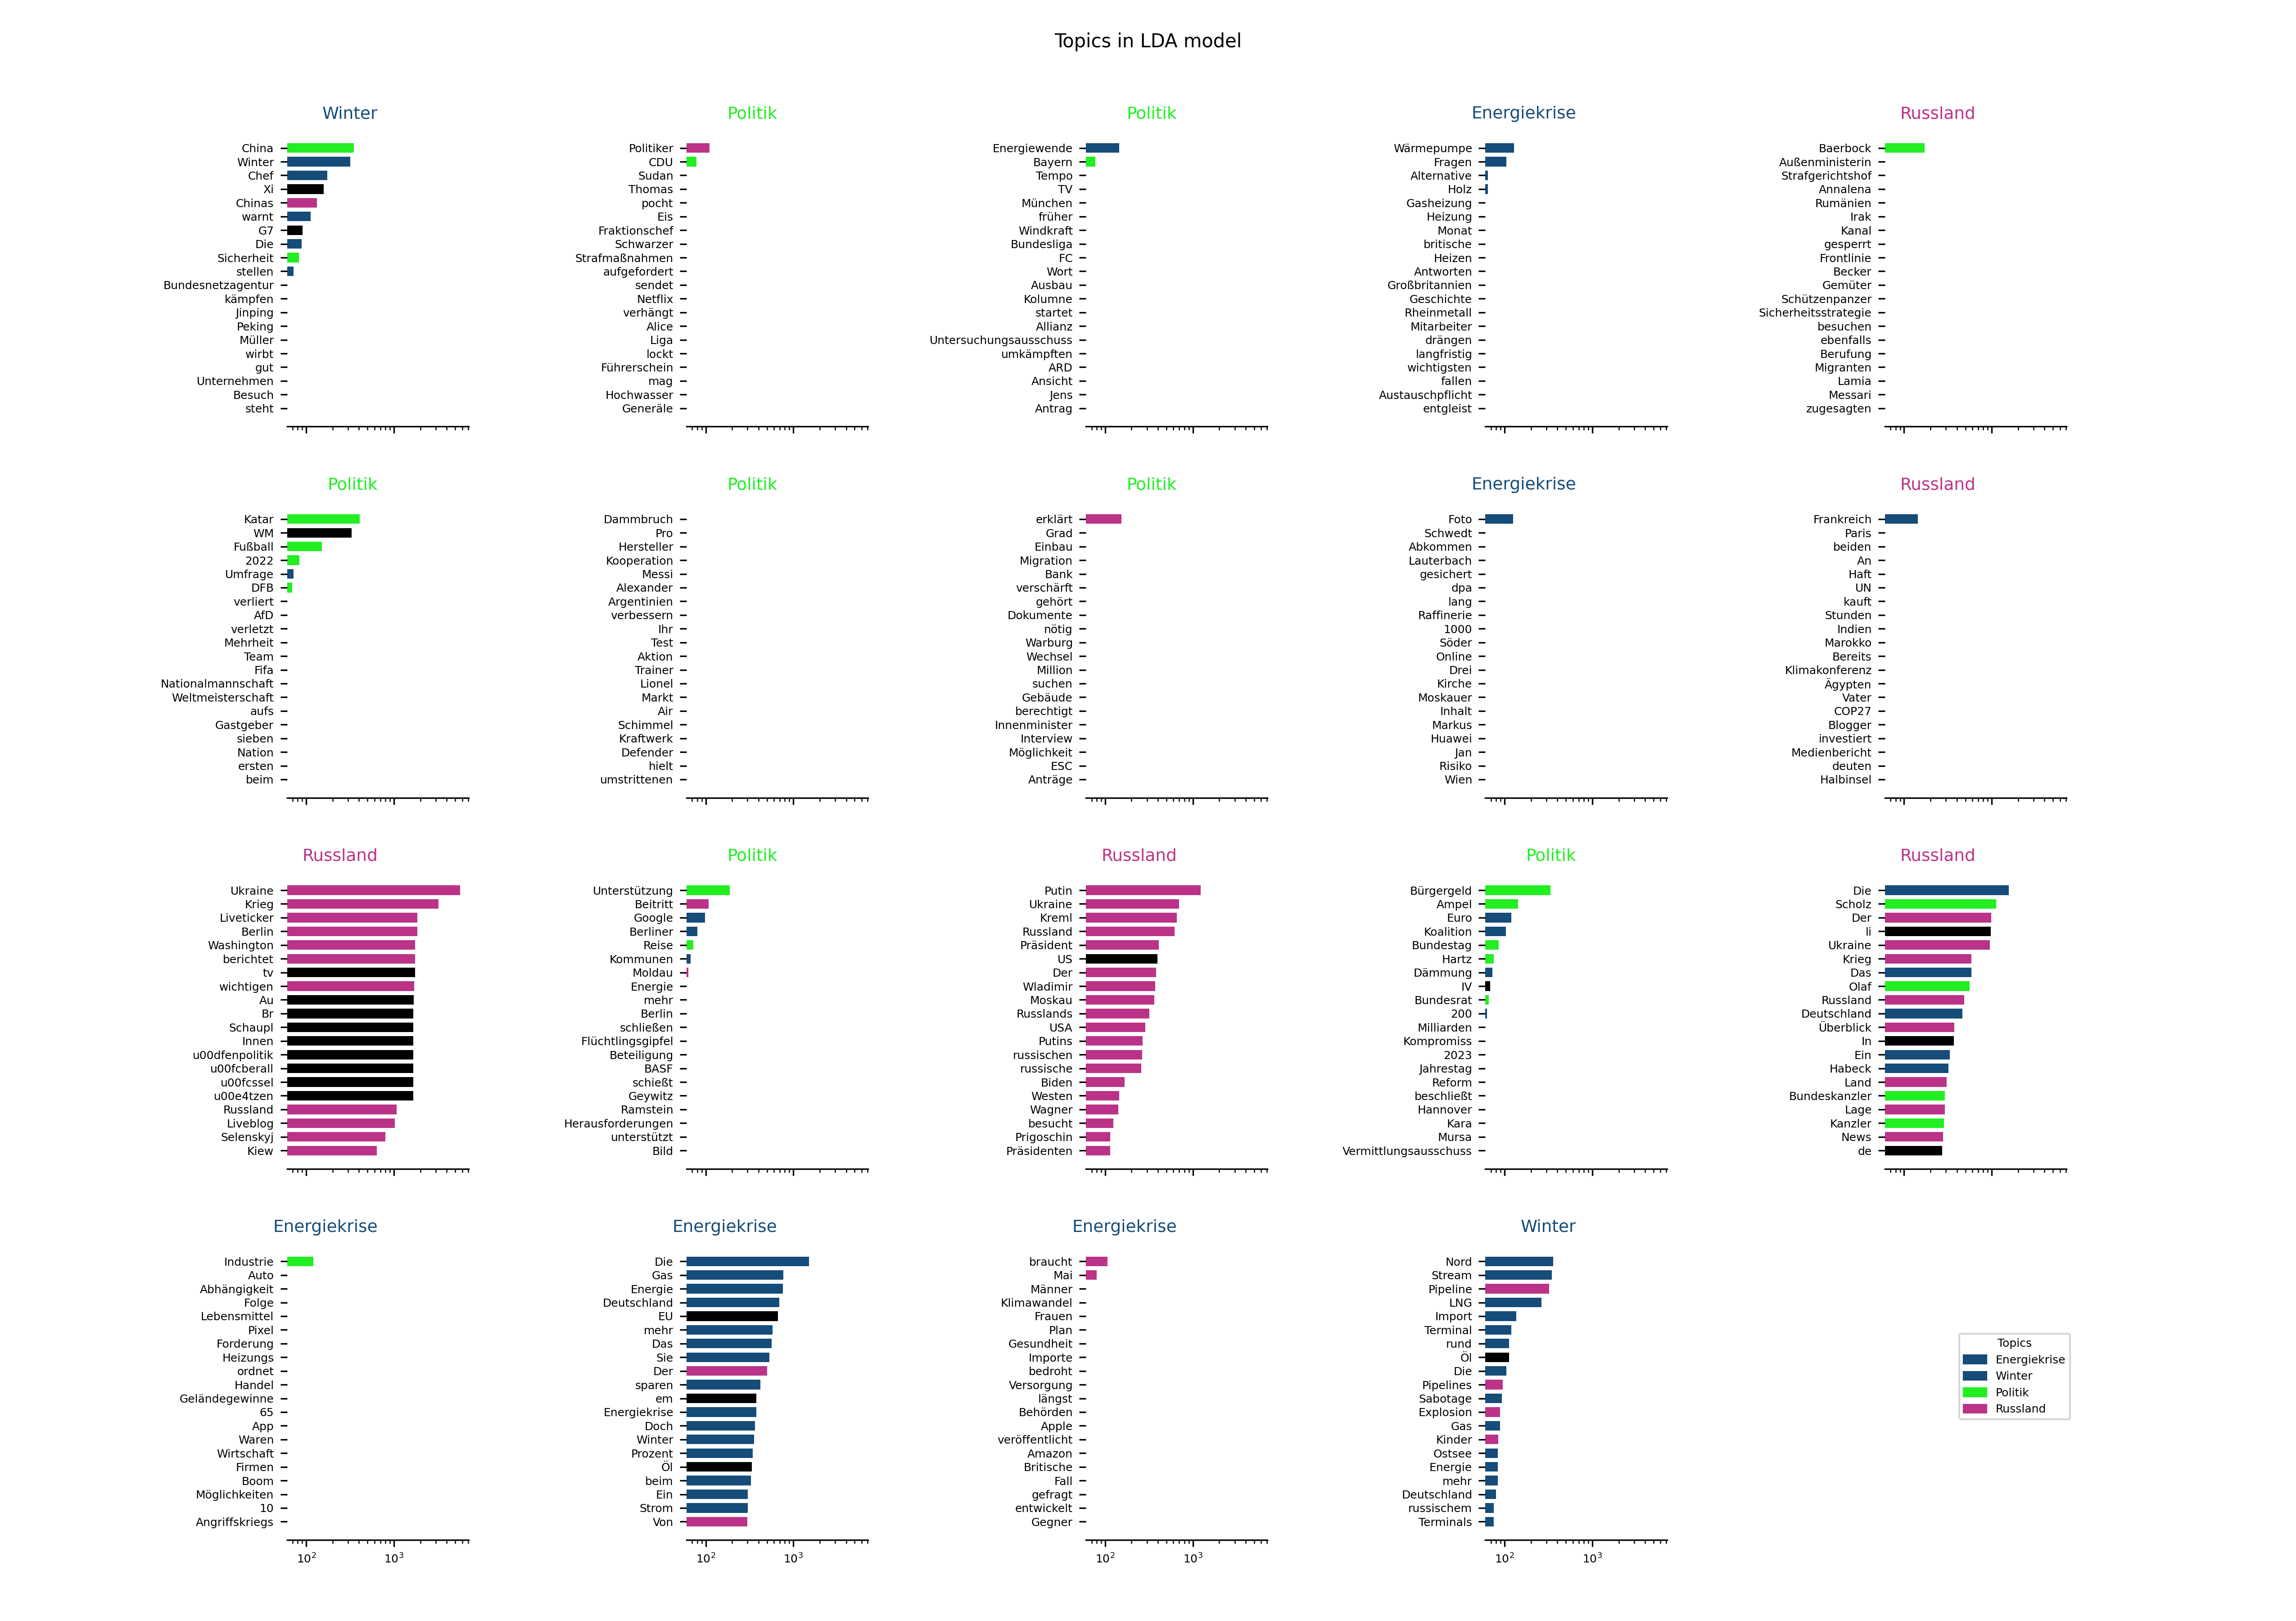 Topics in LDA model
Winter
China
Winter
Chef
Xi
Chinas
warnt
G7
Die
Sicherheit
stellen
Bundesnetzagentur
kämpfen
Jinping
Peking
Müller
wirbt
gut
Unternehmen
Besuch
steht
Politik
Politiker
CDU
Sudan
Thomas
pocht
Eis
Fraktionschef
Schwarzer
Strafmaßnahmen
aufgefordert
sendet
Netflix
verhängt
Alice
Liga
lockt
Führerschein
mag
Hochwasser
Generäle
Politik
Energiewende
Bayern
Tempo
TV
München
früher
Windkraft
Bundesliga
FC
Wort
Ausbau
Kolumne
startet
Allianz
Untersuchungsausschuss
umkämpften
ARD
Ansicht
Jens
Antrag
Energiekrise
Wärmepumpe
Fragen
Alternative
Holz
Gasheizung
Heizung
Monat
britische
Heizen
Antworten
Großbritannien
Geschichte
Rheinmetall
Mitarbeiter
drängen
langfristig
wichtigsten
fallen
Austauschpflicht
entgleist
Russland
Baerbock
Außenministerin
Strafgerichtshof
Annalena
Rumänien
Irak
Kanal
gesperrt
Frontlinie
Becker
Gemüter
Schützenpanzer
Sicherheitsstrategie
besuchen
ebenfalls
Berufung
Migranten
Lamia
Messari
zugesagten
Politik
Katar
WM
Fußball
2022
Umfrage
DFB
verliert
AfD
verletzt
Mehrheit
Team
Fifa
Nationalmannschaft
Weltmeisterschaft
aufs
Gastgeber
sieben
Nation
ersten
beim
Politik
Dammbruch
Pro
Hersteller
Kooperation
Messi
Alexander
Argentinien
verbessern
Ihr
Test
Aktion
Trainer
Lionel
Markt
Air
Schimmel
Kraftwerk
Defender
hielt
umstrittenen
Politik
erklärt
Grad
Einbau
Migration
Bank
verschärft
gehört
Dokumente
nötig
Warburg
Wechsel
Million
suchen
Gebäude
berechtigt
Innenminister
Interview
Möglichkeit
ESC
Anträge
Energiekrise
Foto
Schwedt
Abkommen
Lauterbach
gesichert
dpa
lang
Raffinerie
1000
Söder
Online
Drei
Kirche
Moskauer
Inhalt
Markus
Huawei
Jan
Risiko
Wien
Russland
Frankreich
Paris
beiden
An
Haft
UN
kauft
Stunden
Indien
Marokko
Bereits
Klimakonferenz
Ägypten
Vater
COP27
Blogger
investiert
Medienbericht
deuten
Halbinsel
Russland
Ukraine
Krieg
Liveticker
Berlin
Washington
berichtet
tv
wichtigen
Au
Br
Schaupl
Innen
u00dfenpolitik
u00fcberall
u00fcssel
u00e4tzen
Russland
Liveblog
Selenskyj
Kiew
Politik
Unterstützung
Beitritt
Google
Berliner
Reise
Kommunen
Moldau
Energie
mehr
Berlin
schließen
Flüchtlingsgipfel
Beteiligung
BASF
schießt
Geywitz
Ramstein
Herausforderungen
unterstützt
Bild
Russland
Putin
Ukraine
Kreml
Russland
Präsident
US
Der
Wladimir
Moskau
Russlands
USA
Putins
russischen
russische
Biden
Westen
Wagner
besucht
Prigoschin
Präsidenten
Politik
Bürgergeld
Ampel
Euro
Koalition
Bundestag
Hartz
Dämmung
IV
Bundesrat
200
Milliarden
Kompromiss
2023
Jahrestag
Reform
beschließt
Hannover
Kara
Mursa
Vermittlungsausschuss
Russland
Die
Scholz
Der
li
Ukraine
Krieg
Das
Olaf
Russland
Deutschland
Überblick
In
Ein
Habeck
Land
Bundeskanzler
Lage
Kanzler
News
de
Energiekrise
Industrie
Auto
Abhängigkeit
Folge
Lebensmittel
Pixel
Forderung
Heizungs
ordnet
Handel
Geländegewinne
65
App
Waren
Wirtschaft
Firmen
Boom
Möglichkeiten
10
Angriffskriegs
10² 10³
Energiekrise
Die
Gas
Energie
Deutschland
EU
mehr
Das
Sie
Der
sparen
em
Energiekrise
Doch
Winter
Prozent
Öl
beim
Ein
Strom
Von
10² 10³
Energiekrise
braucht
Mai
Männer
Klimawandel
Frauen
Plan
Gesundheit
Importe
bedroht
Versorgung
längst
Behörden
Apple
veröffentlicht
Amazon
Britische
Fall
gefragt
entwickelt
Gegner
10² 10³
Winter
Nord
Stream
Pipeline
LNG
Import
Terminal
rund
Öl
Die
Pipelines
Sabotage
Explosion
Gas
Kinder
Ostsee
Energie
mehr
Deutschland
russischem
Terminals
10² 10³
Topics
Energiekrise
Winter
Politik
Russland